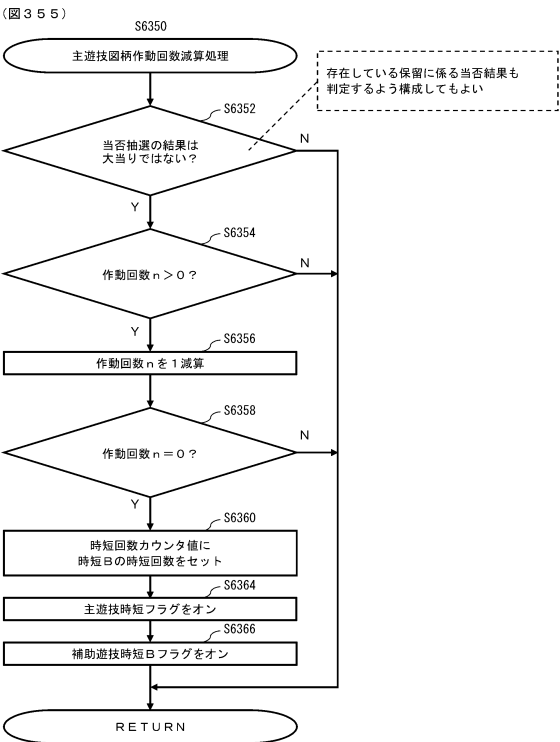 (図355)
S6350
主遊技図柄作動回数減算処理
存在している保留に係る当否結果も
判定するよう構成してもよい
S6352
当否抽選の結果は
大当りではない?
N
Y
S6354
作動回数n>0?
N
Y
S6356
作動回数nを1減算
S6358
作動回数n=0?
N
Y
S6360
時短回数カウンタ値に
時短Bの時短回数をセット
S6364
主遊技時短フラグをオン
S6366
補助遊技時短Bフラグをオン
RETURN